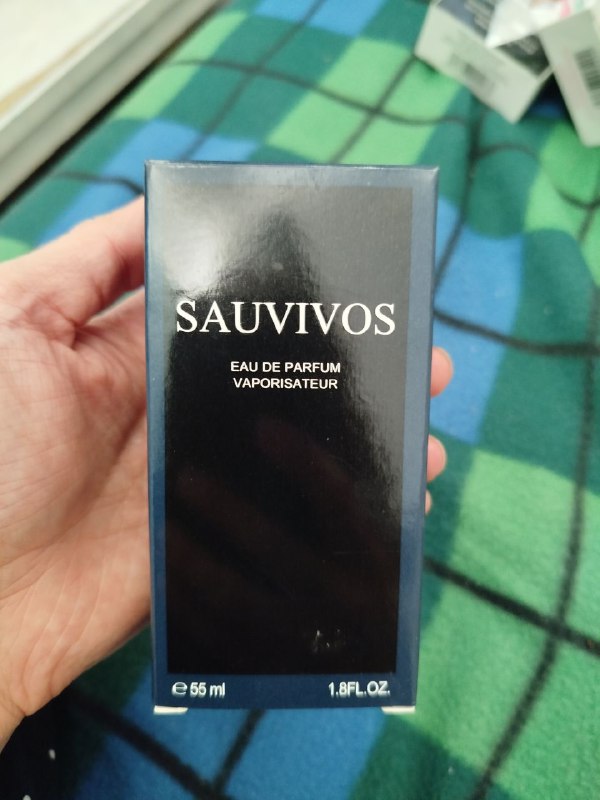 SAUVIVOS
EAU DE PARFUM
VAPORISATEUR
℮ 55 ml 1.8FL.OZ.